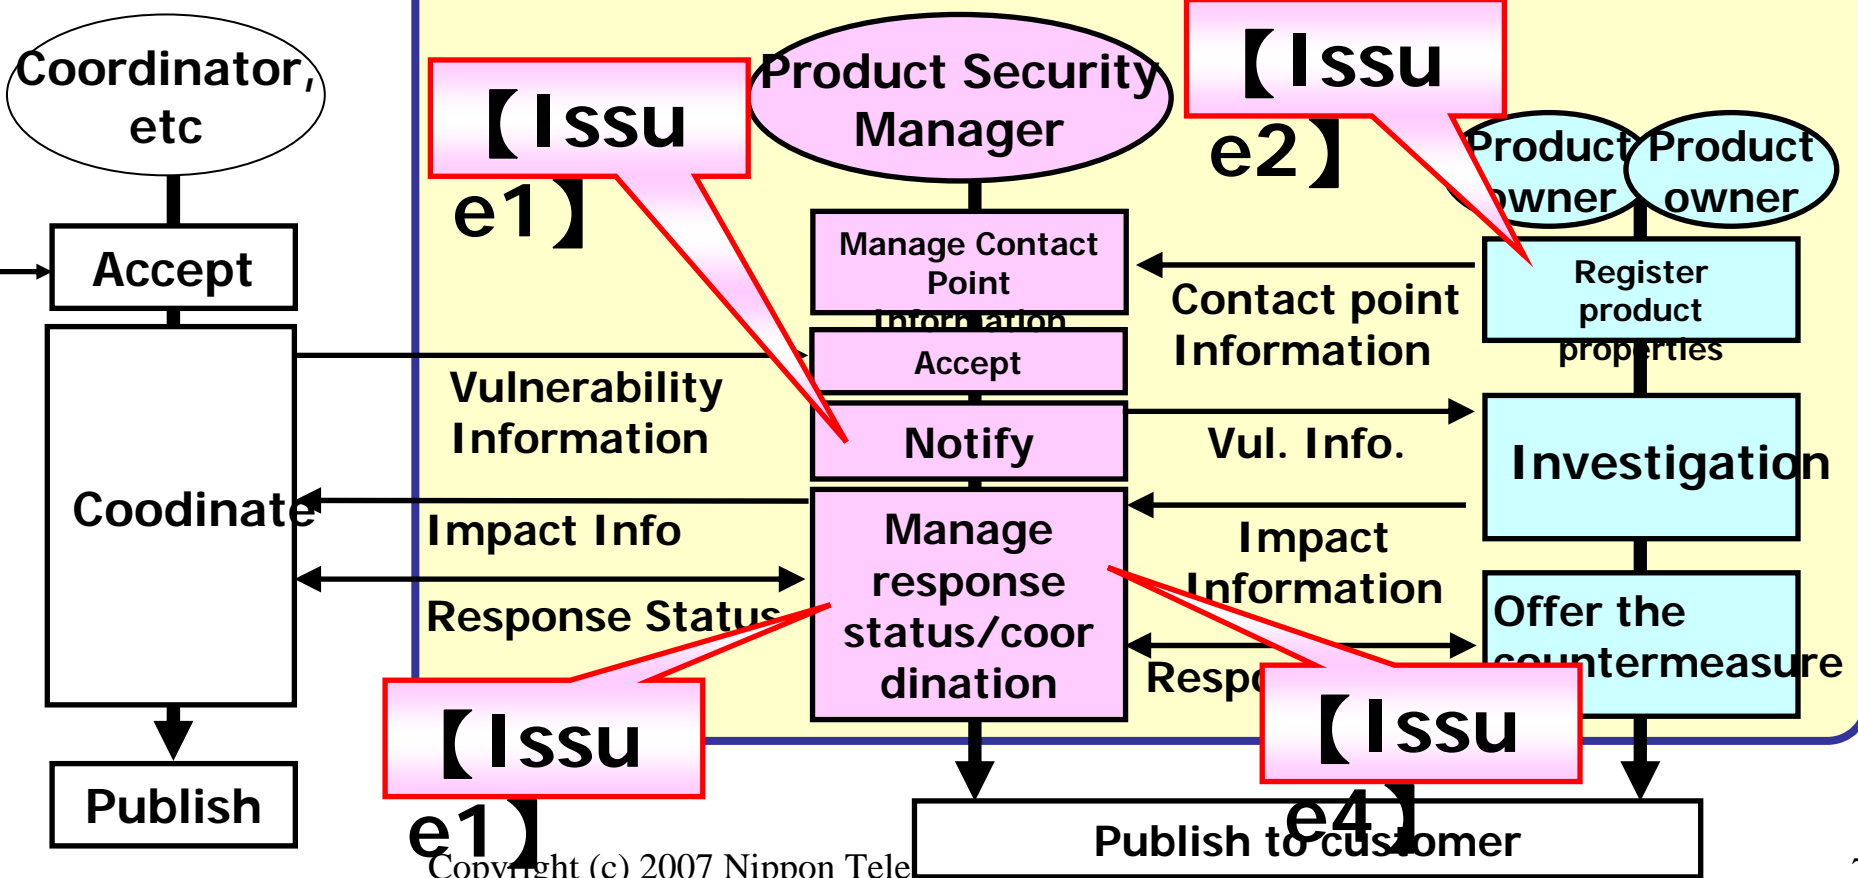 Coordinator,
etc
Accept
Coodinate
Publish
【Issu
e1】
Product Security
Manager
【Issu
e2】
Product
owner
Product
owner
Manage Contact
Point
Information
Accept
Notify
Manage
response
status/coor
dination
Contact point
Information
Register
product
properties
Vulnerability
Information
Vul. Info.
Investigation
Impact Info
Impact
Information
Response Status
Offer the
countermeasure
【Issu
e1】
【Issu
e4】
Publish to customer
Copyright (c) 2007 Nippon Tele